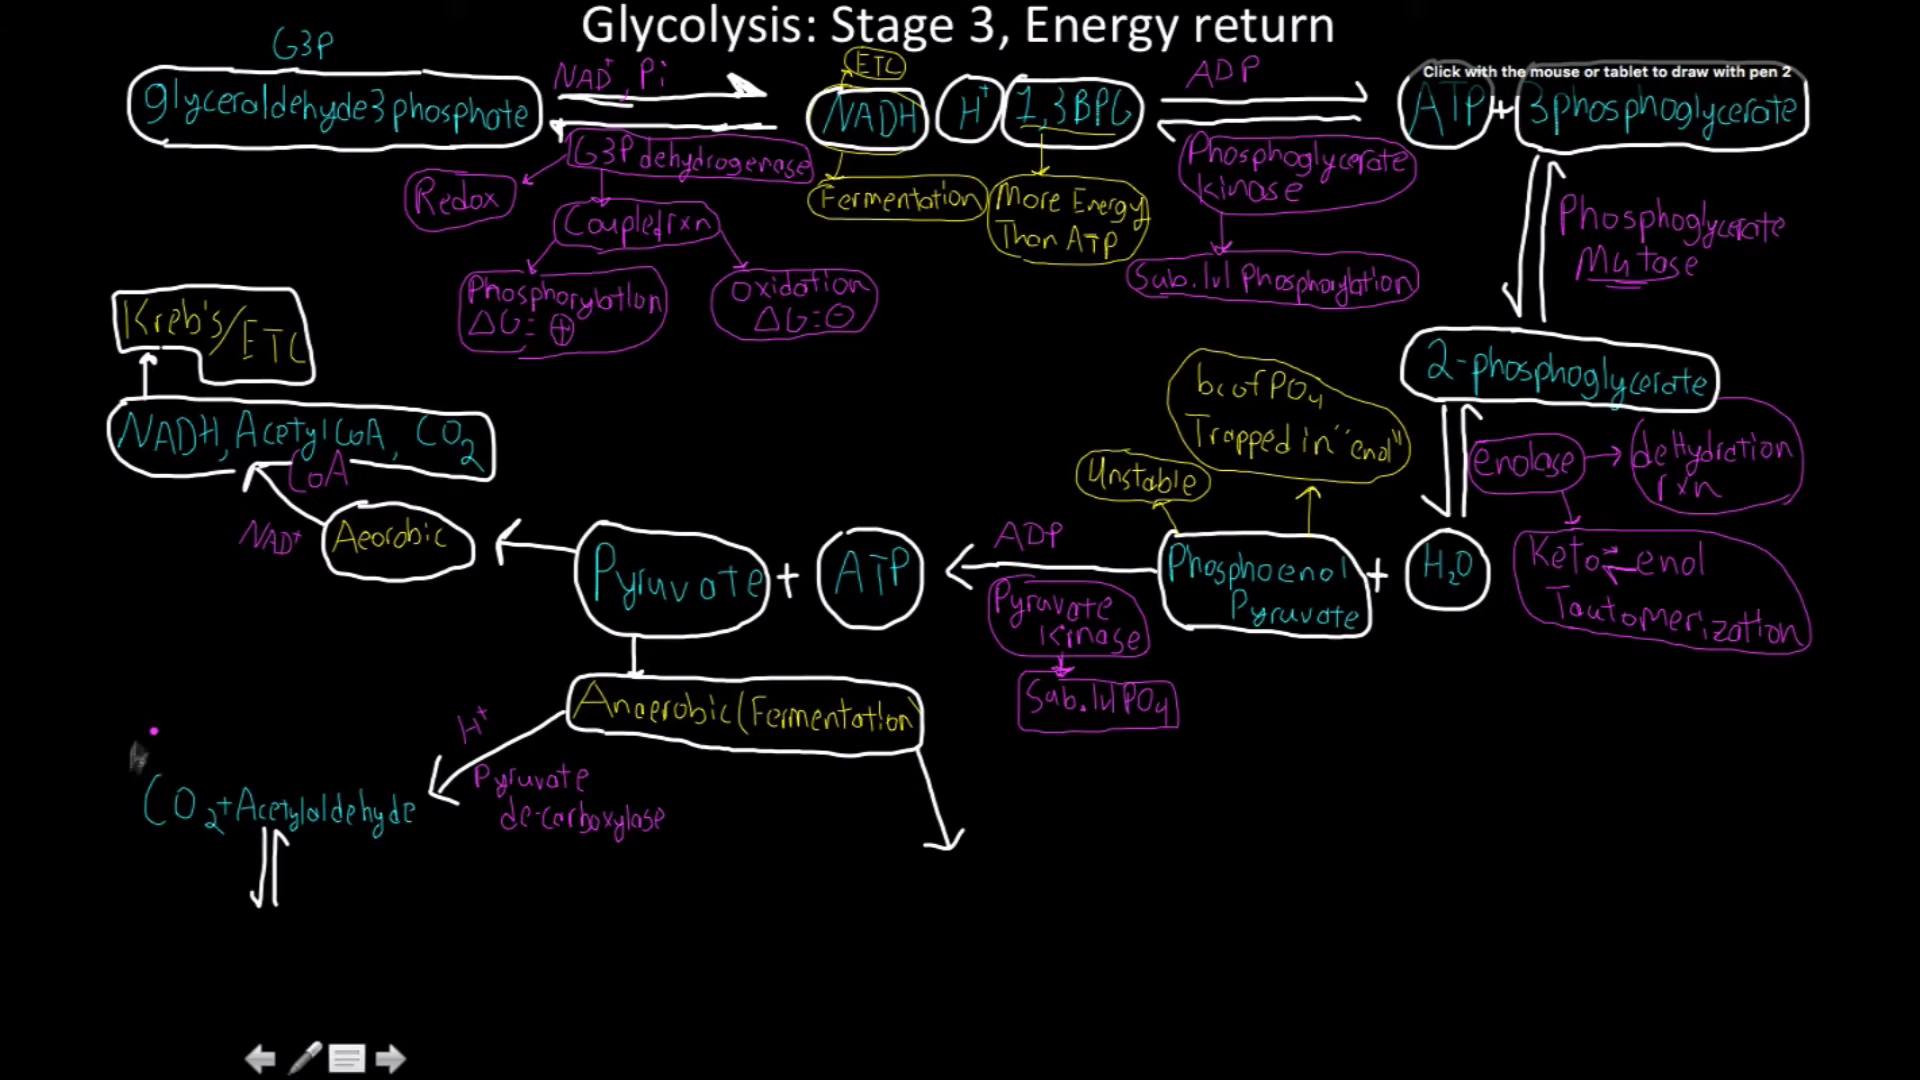 Glycolysis: Stage 3, Energy return
G3P
glyceraldehyde3phosphate
NAD+, Pi
G3P dehydrogenase
Redox
Coupled rxn
Phosphorylation
ΔG = ⊕
oxidation
ΔG = ⊖
ETC
NADH
H+
1,3BPG
Fermentation
More Energy
Than ATP
ADP
Phosphoglycerate
kinase
Sub. lvl Phosphorylation
Click with the mouse or tablet to draw with pen 2
ATP + 3phosphoglycerate
Phosphoglycerate
Mutase
2-phosphoglycerate
enolase
deHydration
rxn
Keto ⇌ enol
Tautomerization
H2O
+
Phosphoenol
Pyruvate
Unstable
bc of PO4
Trapped in "enol"
ADP
Pyruvate
Kinase
Sub. lvl PO4
Pyruvate + ATP
Aeorobic
NAD+
CoA
NADH, Acetyl CoA, CO2
Kreb's/
ETC
Anaerobic (Fermentation
H+
Pyruvate
de-carboxylase
CO2 + Acetylaldehyde